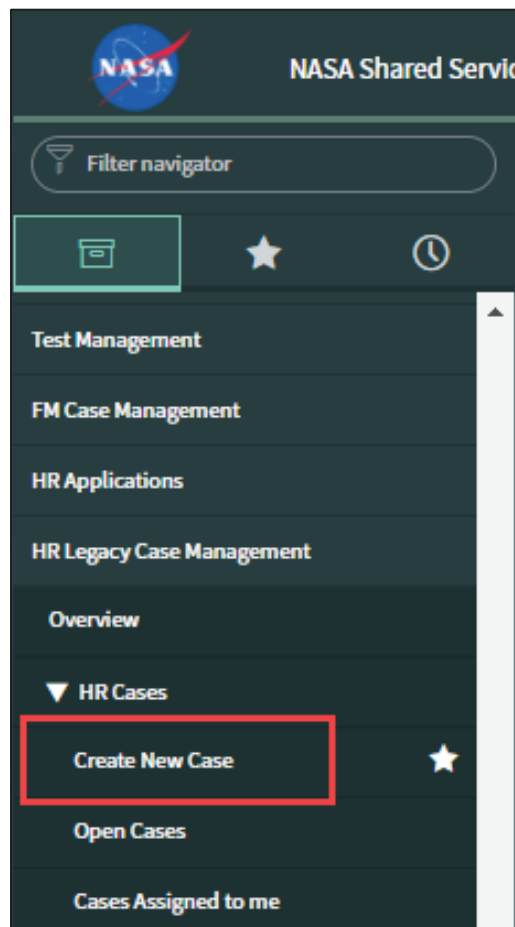 NASA
NASA Shared Servic
Filter navigator
Test Management
FM Case Management
HR Applications
HR Legacy Case Management
Overview
HR Cases
Create New Case
Open Cases
Cases Assigned to me